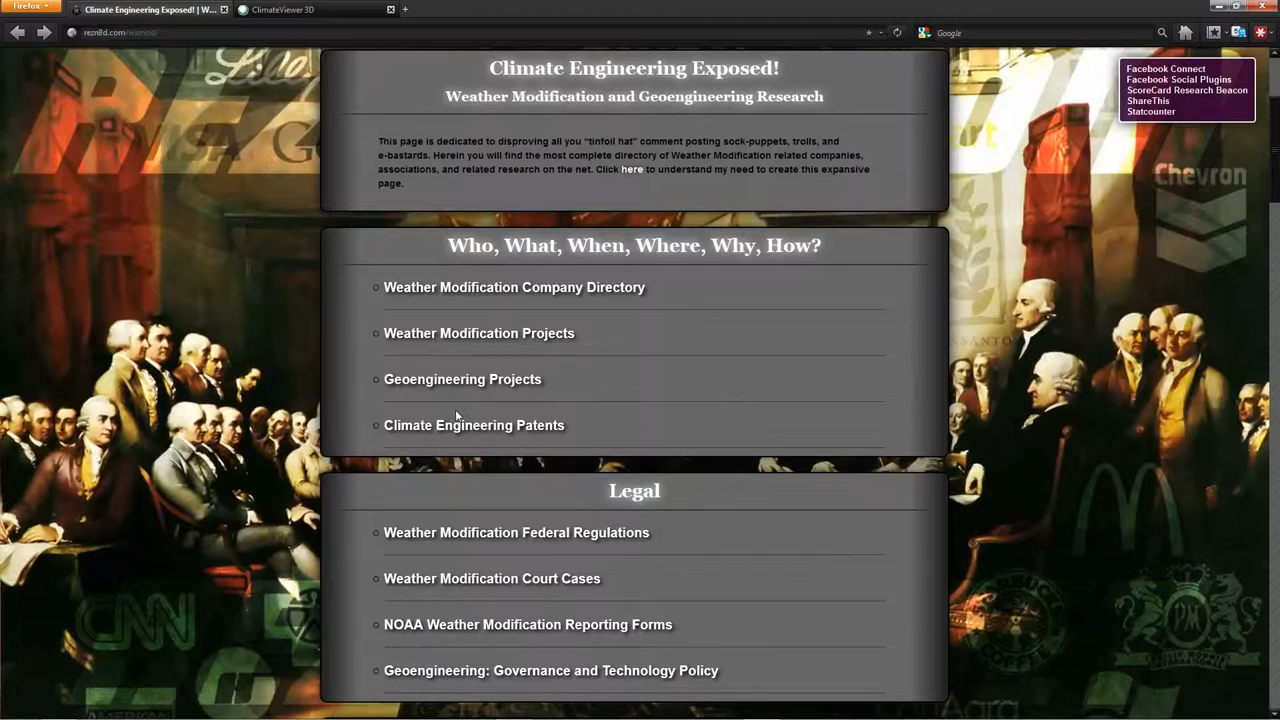 Firefox
Climate Engineering Exposed! | W...
ClimateViewer 3D
rezn8d.com/wxmod/
Google
Climate Engineering Exposed!
Weather Modification and Geoengineering Research
This page is dedicated to disproving all you “tinfoil hat” comment posting sock-puppets, trolls, and
e-bastards. Herein you will find the most complete directory of Weather Modification related companies,
associations, and related research on the net. Click here to understand my need to create this expansive
page.
Facebook Connect
Facebook Social Plugins
ScoreCard Research Beacon
ShareThis
Statcounter
VISA
Chevron
Who, What, When, Where, Why, How?
Weather Modification Company Directory
Weather Modification Projects
Geoengineering Projects
Climate Engineering Patents
Legal
Weather Modification Federal Regulations
Weather Modification Court Cases
NOAA Weather Modification Reporting Forms
Geoengineering: Governance and Technology Policy
CNN
AMERICAN